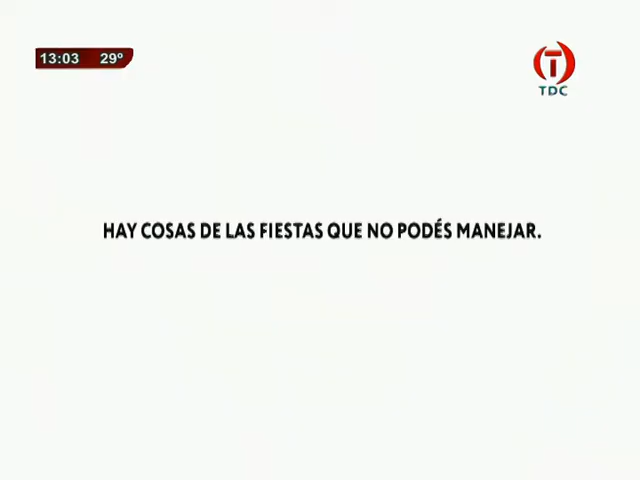 13:03 29º
TDC
HAY COSAS DE LAS FIESTAS QUE NO PODÉS MANEJAR.